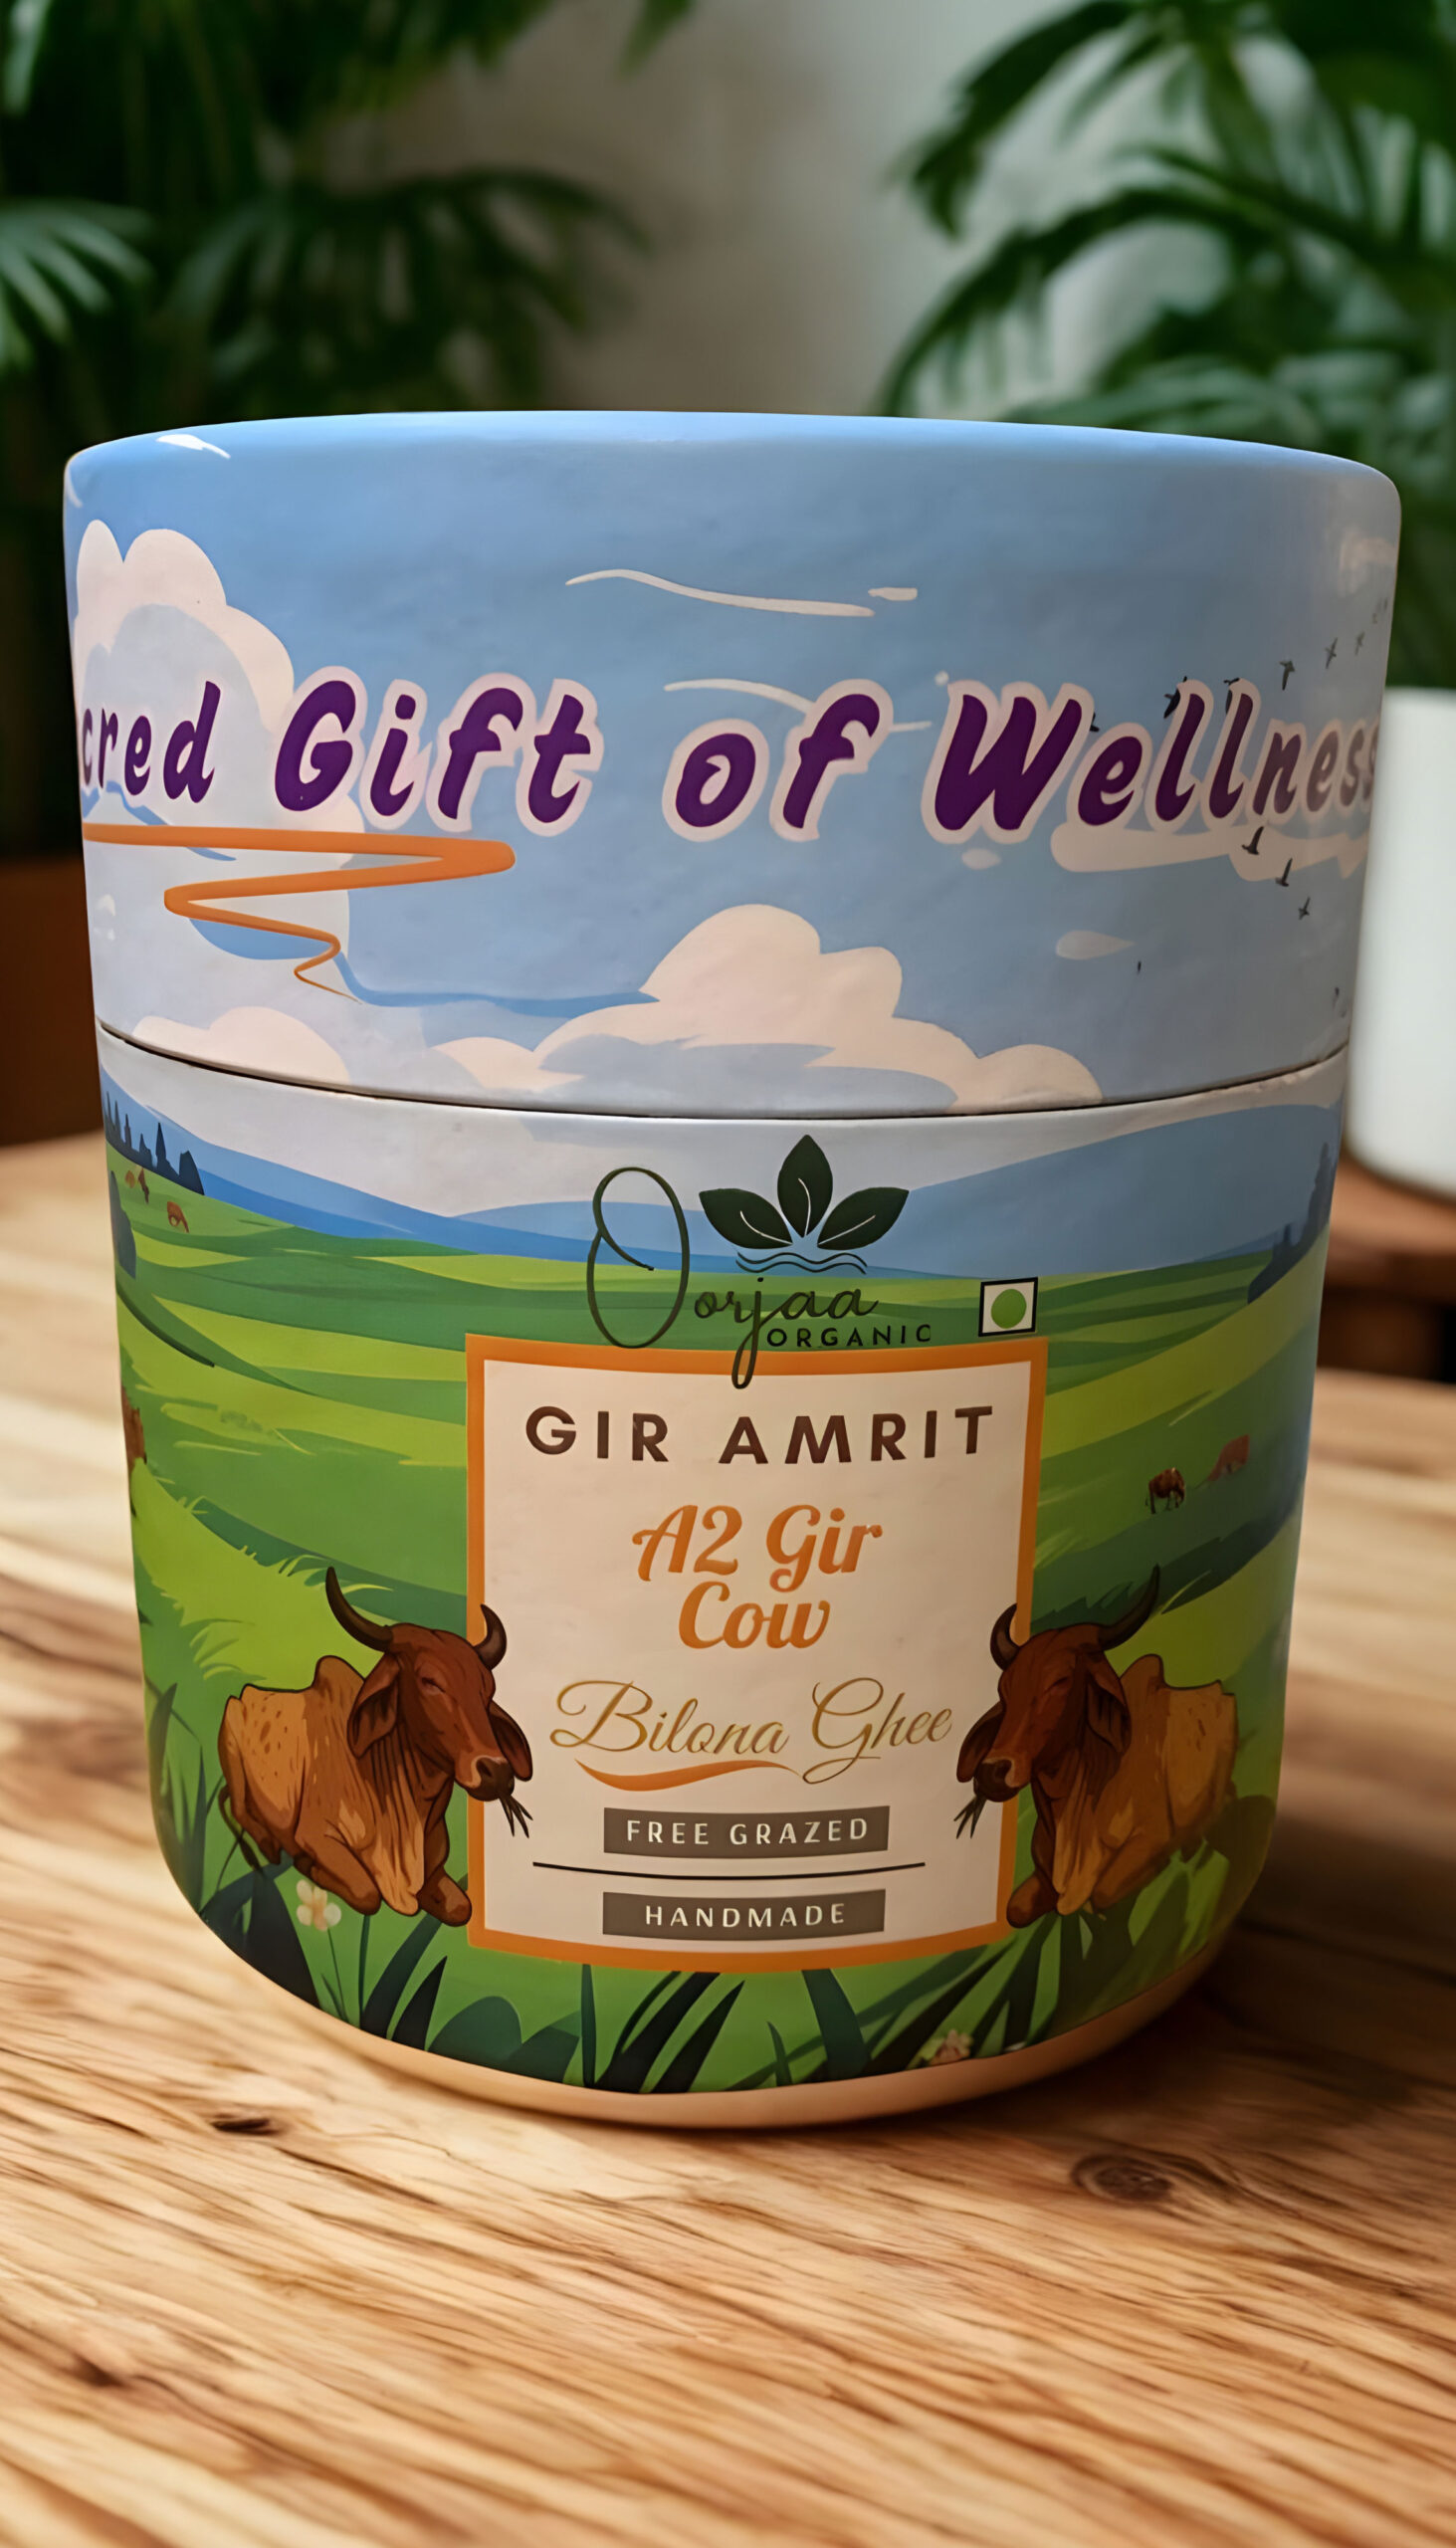 cred Gift of Wellness
Oorjaa
ORGANIC
GIR AMRIT
A2 Gir
Cow
Bilona Ghee
FREE GRAZED
HANDMADE